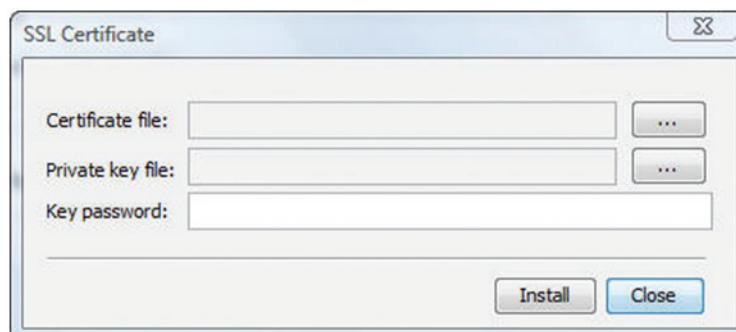 SSL Certificate
Certificate file: ...
Private key file: ...
Key password:
Install Close